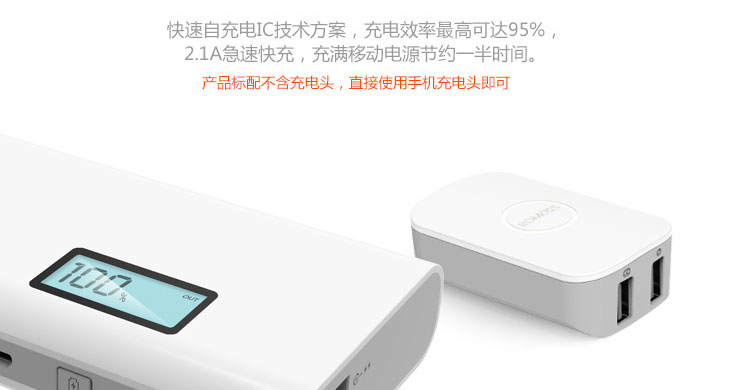 快速自充电IC技术方案，充电效率最高可达95%，
2.1A急速快充，充满移动电源节约一半时间。
产品标配不含充电头，直接使用手机充电头即可
100%
OUT